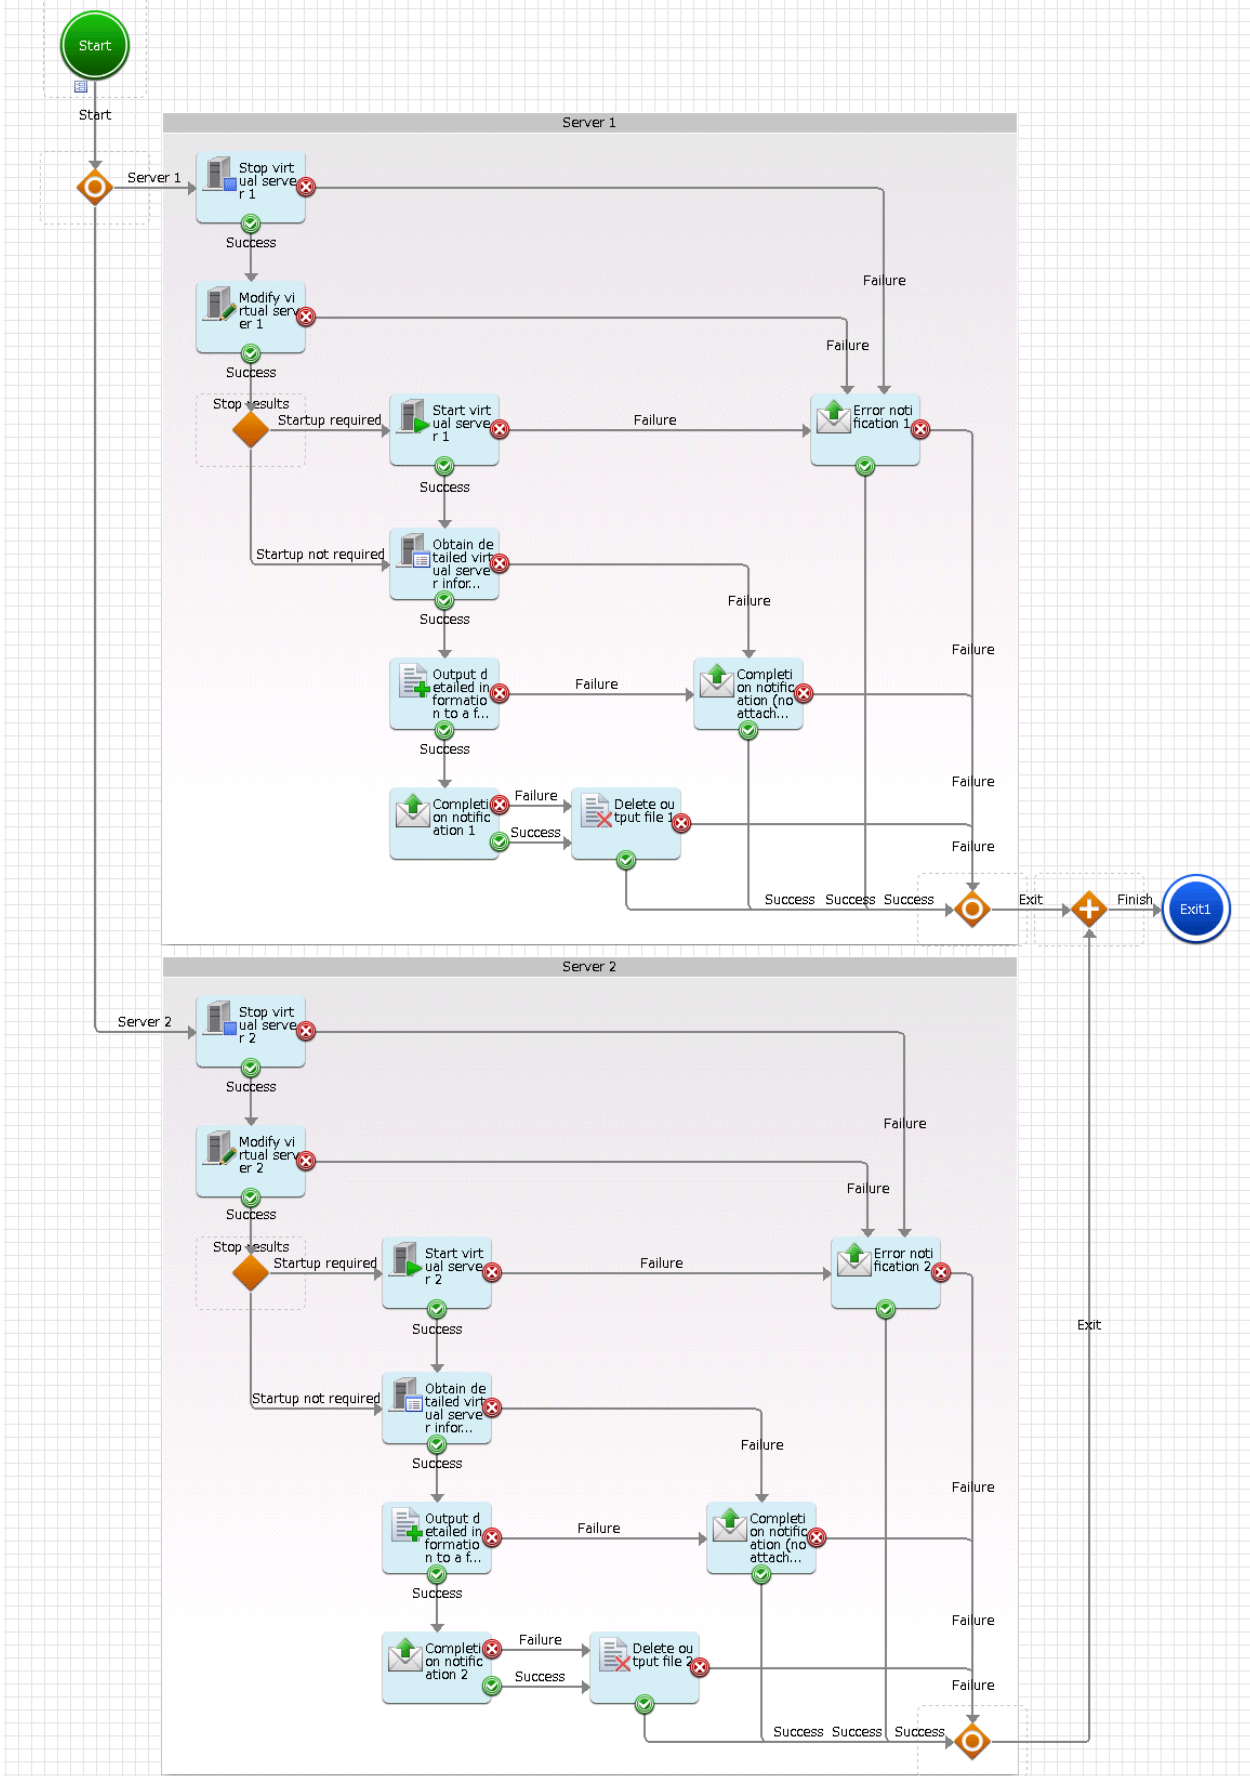 Start
Start
Server 1
Server 1
Stop virt
ual serve
r 1
Success
Failure
Modify vi
rtual serv
er 1
Failure
Success
Stop results
Startup required
Start virt
ual serve
r 1
Failure
Error noti
fication 1
Success
Startup not required
Obtain de
tailed virt
ual serve
r infor...
Failure
Success
Failure
Output d
etailed in
formatio
n to a f...
Failure
Completi
on notific
ation (no
attach...
Success
Failure
Completi
on notific
ation 1
Failure
Success
Delete ou
tput file 1
Failure
Success
Success
Success
Exit
Finish
Exit1
Server 2
Server 2
Stop virt
ual serve
r 2
Success
Failure
Modify vi
rtual serv
er 2
Failure
Success
Stop results
Startup required
Start virt
ual serve
r 2
Failure
Error noti
fication 2
Success
Exit
Startup not required
Obtain de
tailed virt
ual serve
r infor...
Failure
Success
Failure
Output d
etailed in
formatio
n to a f...
Failure
Completi
on notific
ation (no
attach...
Success
Failure
Completi
on notific
ation 2
Failure
Success
Delete ou
tput file 2
Failure
Success
Success
Success